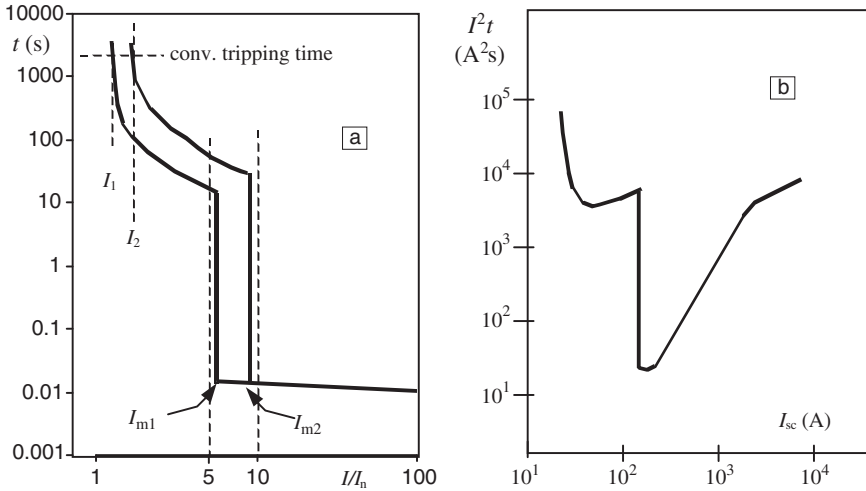 10000
t (s)
conv. tripping time
1000
100
a
I₁
10
I₂
1
0.1
0.01
Iₘ₁
Iₘ₂
0.001
1
5
10
I/Iₙ
100
I²t
(A²s)
b
10⁵
10⁴
10³
10²
10¹
Isc (A)
10¹
10²
10³
10⁴